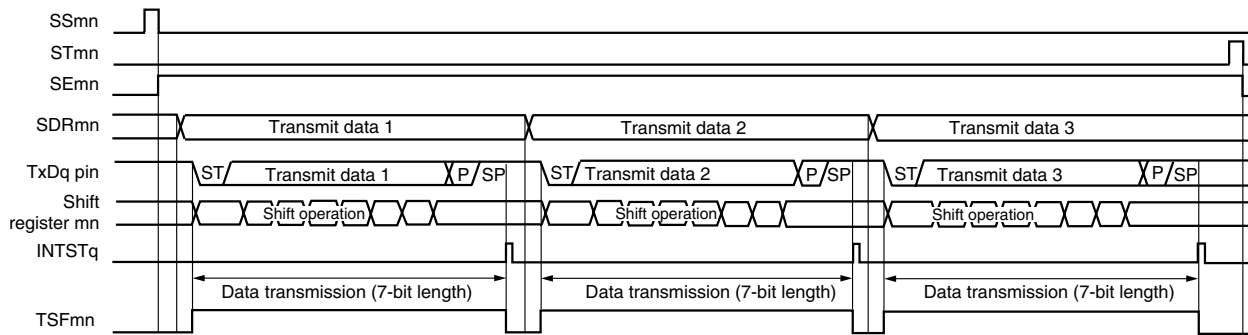 SSmn
STmn
SEmn
SDRmn Transmit data 1 Transmit data 2 Transmit data 3
TxDq pin ST Transmit data 1 P SP ST Transmit data 2 P SP ST Transmit data 3 P SP
Shift
register mn Shift operation Shift operation Shift operation
INTSTq
Data transmission (7-bit length) Data transmission (7-bit length) Data transmission (7-bit length)
TSFmn